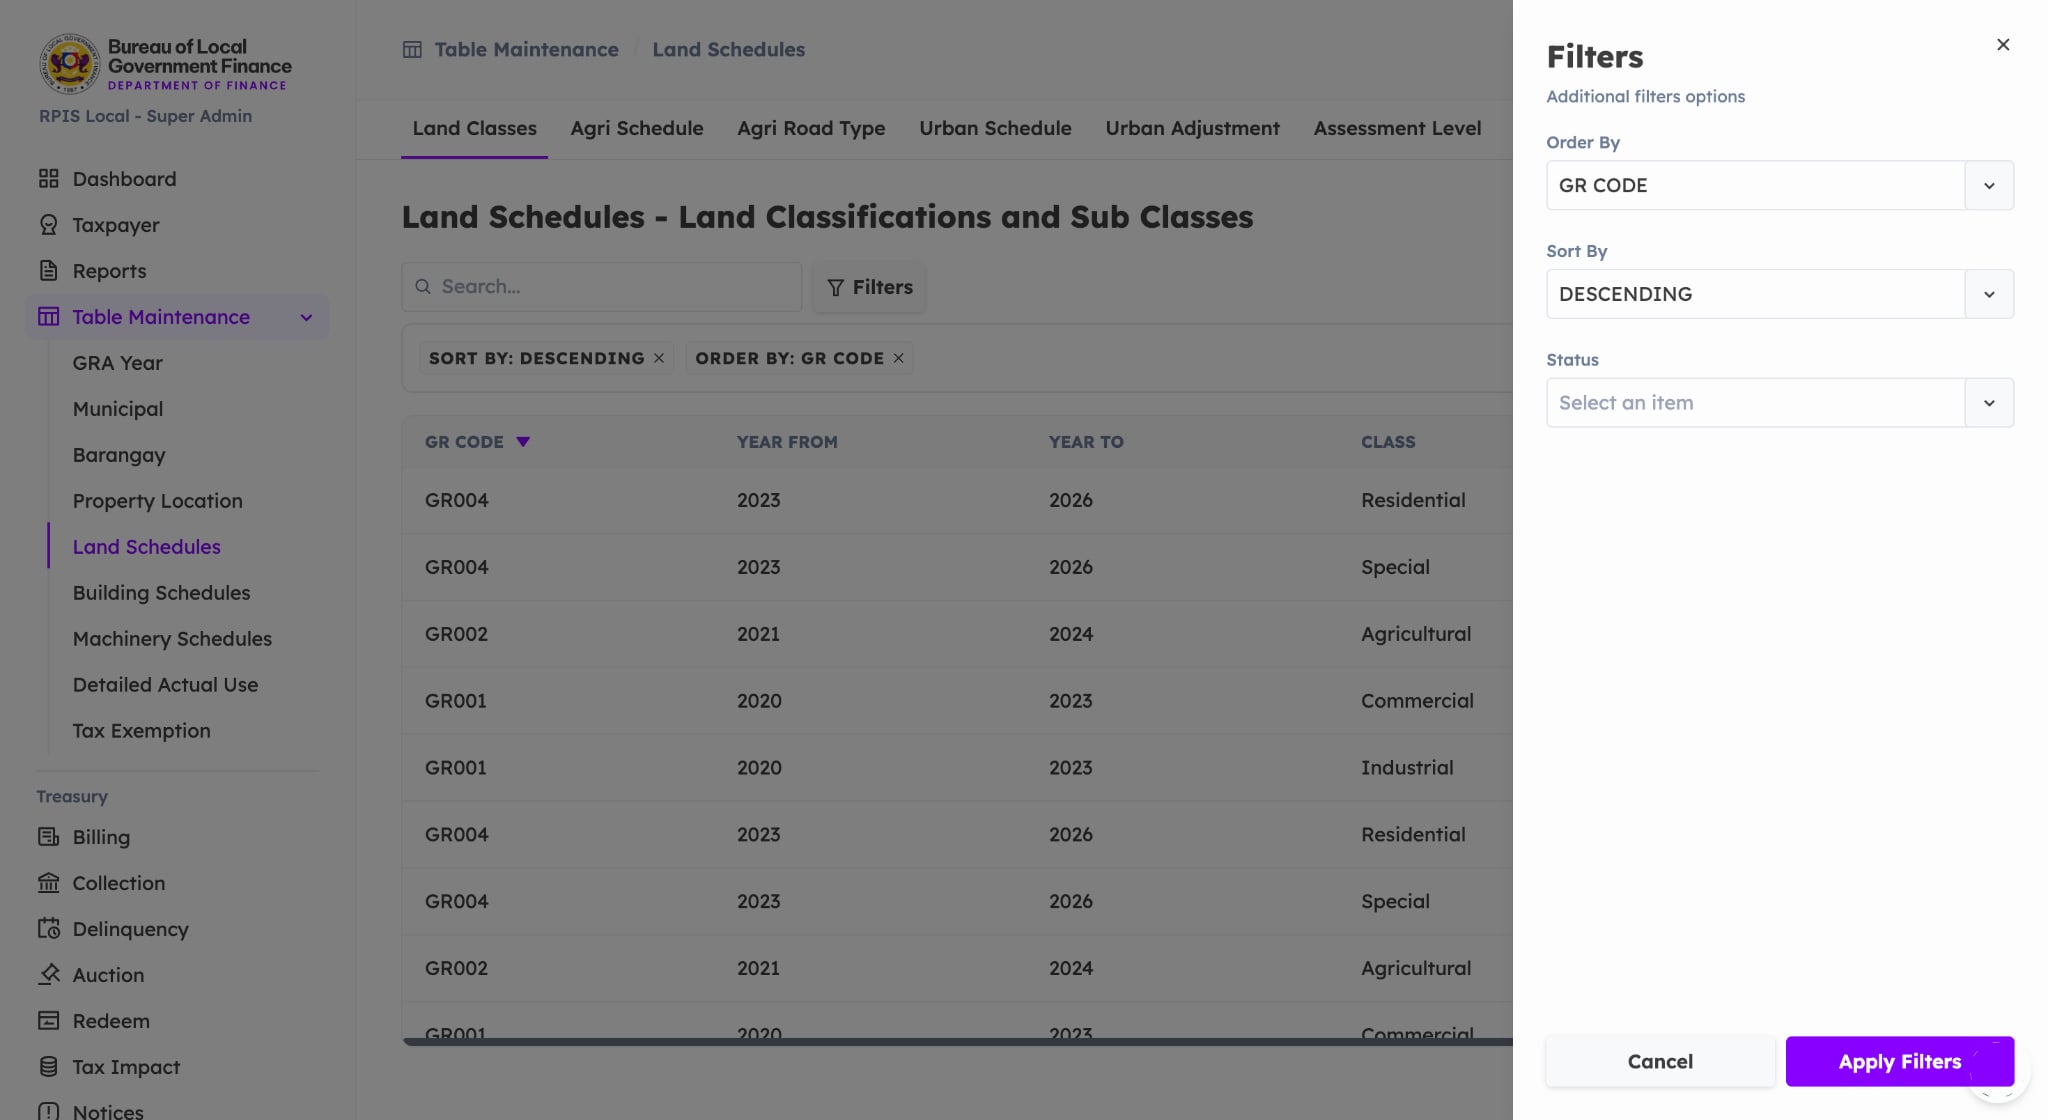 Bureau of Local
Government Finance
DEPARTMENT OF FINANCE
RPIS Local - Super Admin
Dashboard
Taxpayer
Reports
Table Maintenance
GRA Year
Municipal
Barangay
Property Location
Land Schedules
Building Schedules
Machinery Schedules
Detailed Actual Use
Tax Exemption
Treasury
Billing
Collection
Delinquency
Auction
Redeem
Tax Impact
Notices
Table Maintenance / Land Schedules
Land Classes Agri Schedule Agri Road Type Urban Schedule Urban Adjustment Assessment Level
Land Schedules - Land Classifications and Sub Classes
Search... Filters
SORT BY: DESCENDING ORDER BY: GR CODE
GR CODE YEAR FROM YEAR TO CLASS
GR004 2023 2026 Residential
GR004 2023 2026 Special
GR002 2021 2024 Agricultural
GR001 2020 2023 Commercial
GR001 2020 2023 Industrial
GR004 2023 2026 Residential
GR004 2023 2026 Special
GR002 2021 2024 Agricultural
GR001 2020 2023 Commercial
Filters
Additional filters options
Order By
GR CODE
Sort By
DESCENDING
Status
Select an item
Cancel Apply Filters